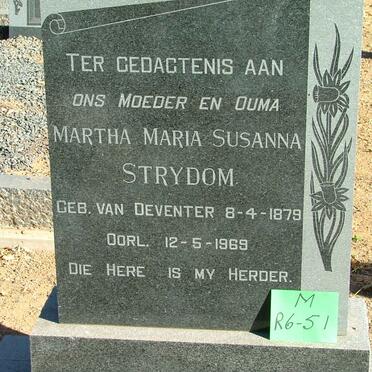 TER GEDAGTENIS AAN
ONS MOEDER EN OUMA
MARTHA MARIA SUSANNA
STRYDOM
GEB. VAN DEVENTER 8-4-1879
OORL. 12-5-1969
DIE HERE IS MY HERDER.
M
R6-51